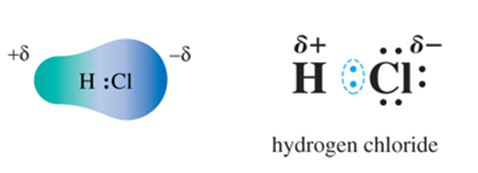 +δ H :Cl −δ
δ+ δ−
H : Cl:
hydrogen chloride